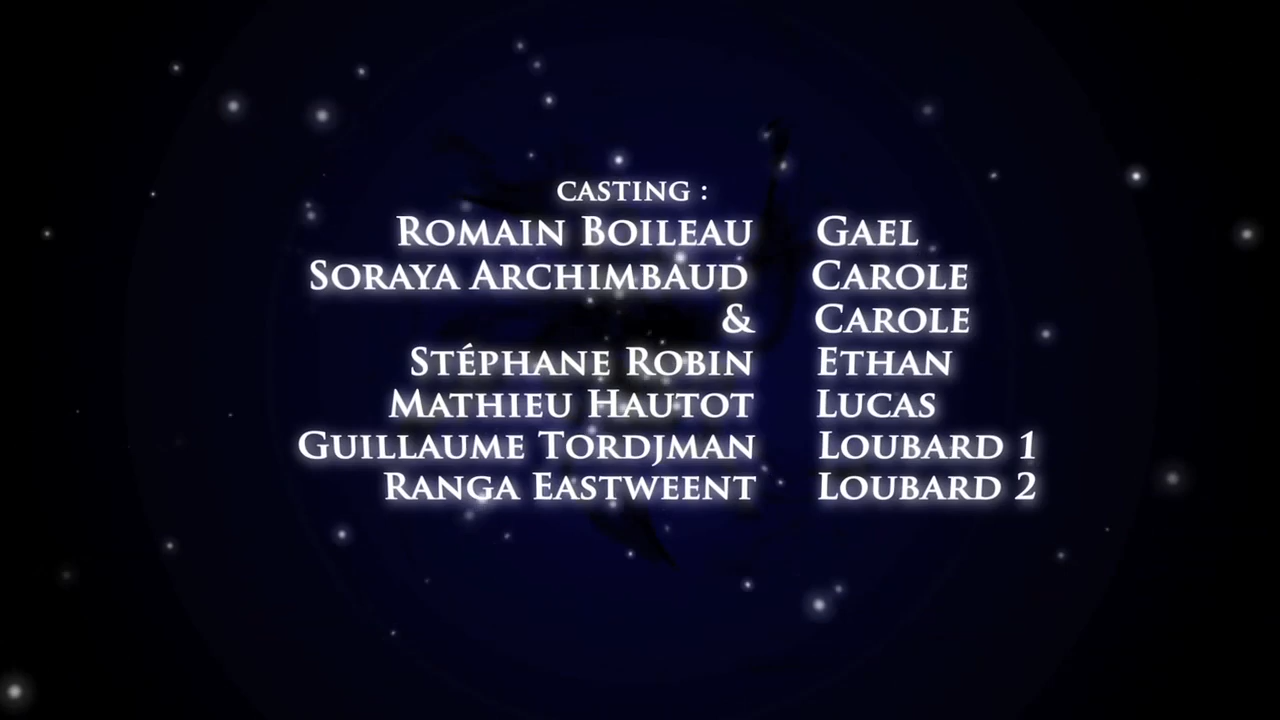 CASTING :
ROMAIN BOILEAU GAEL
SORAYA ARCHIMBAUD CAROLE
& CAROLE
STÉPHANE ROBIN ETHAN
MATHIEU HAUTOT LUCAS
GUILLAUME TORDJMAN LOUBARD 1
RANGA EASTWEENT LOUBARD 2